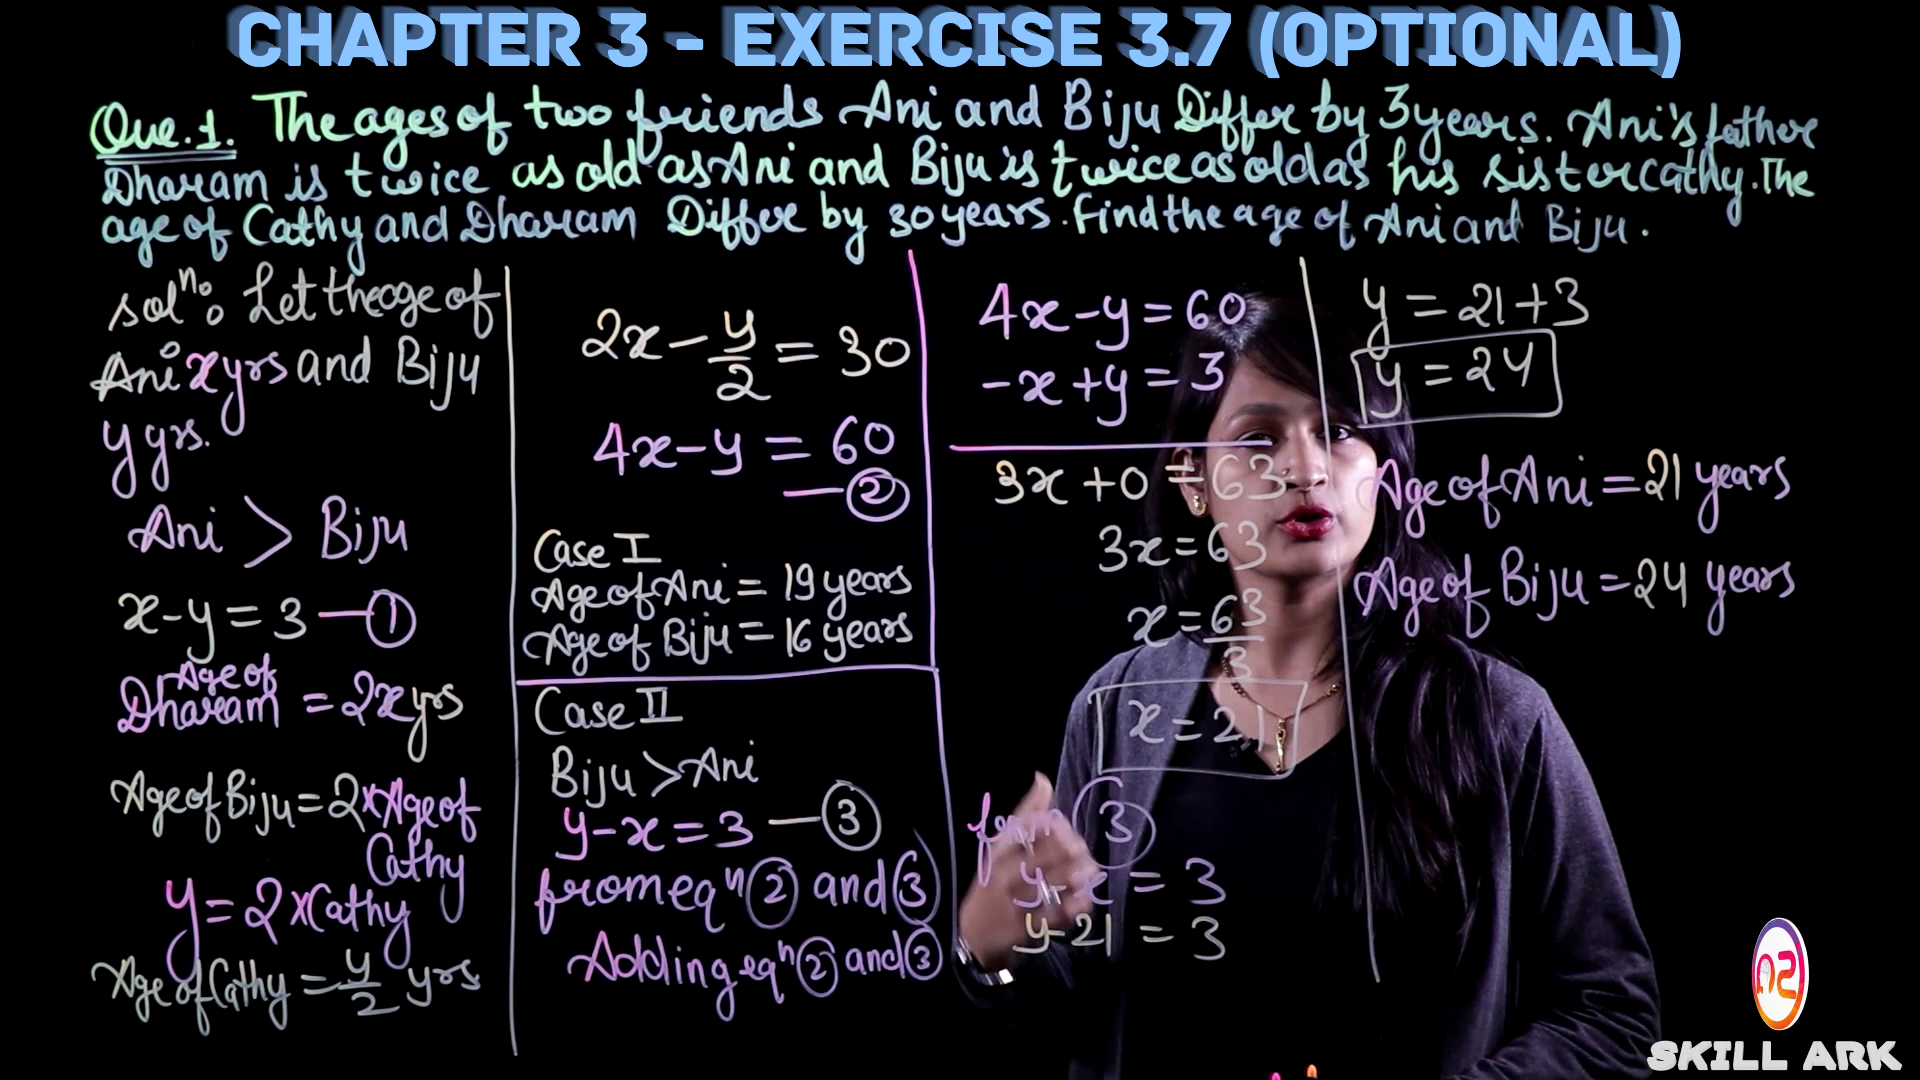 CHAPTER 3 - EXERCISE 3.7 (OPTIONAL)
Que.1. The ages of two friends Ani and Biju Differ by 3 years. Ani's father
Dharam is twice as old as Ani and Biju is twice as old as his sister Cathy. The
age of Cathy and Dharam Differ by 30 years. Find the age of Ani and Biju.
solⁿ: Let the age of
Ani x yrs and Biju
y yrs.
Ani > Biju
x-y = 3 —①
Age of
Dharam = 2x yrs
Age of Biju = 2 x Age of
Cathy
y = 2 x Cathy
Age of Cathy = y/2 yrs
2x - y/2 = 30
4x - y = 60
—②
Case I
Age of Ani = 19 years
Age of Biju = 16 years
Case II
Biju > Ani
y - x = 3 —③
from eqⁿ ② and ③
Adding eqⁿ ② and ③
4x - y = 60
-x + y = 3
3x + 0 = 63
3x = 63
x = 63/3
x = 21
from ③
y - x = 3
y - 21 = 3
y = 21 + 3
y = 24
Age of Ani = 21 years
Age of Biju = 24 years
SKILL ARK